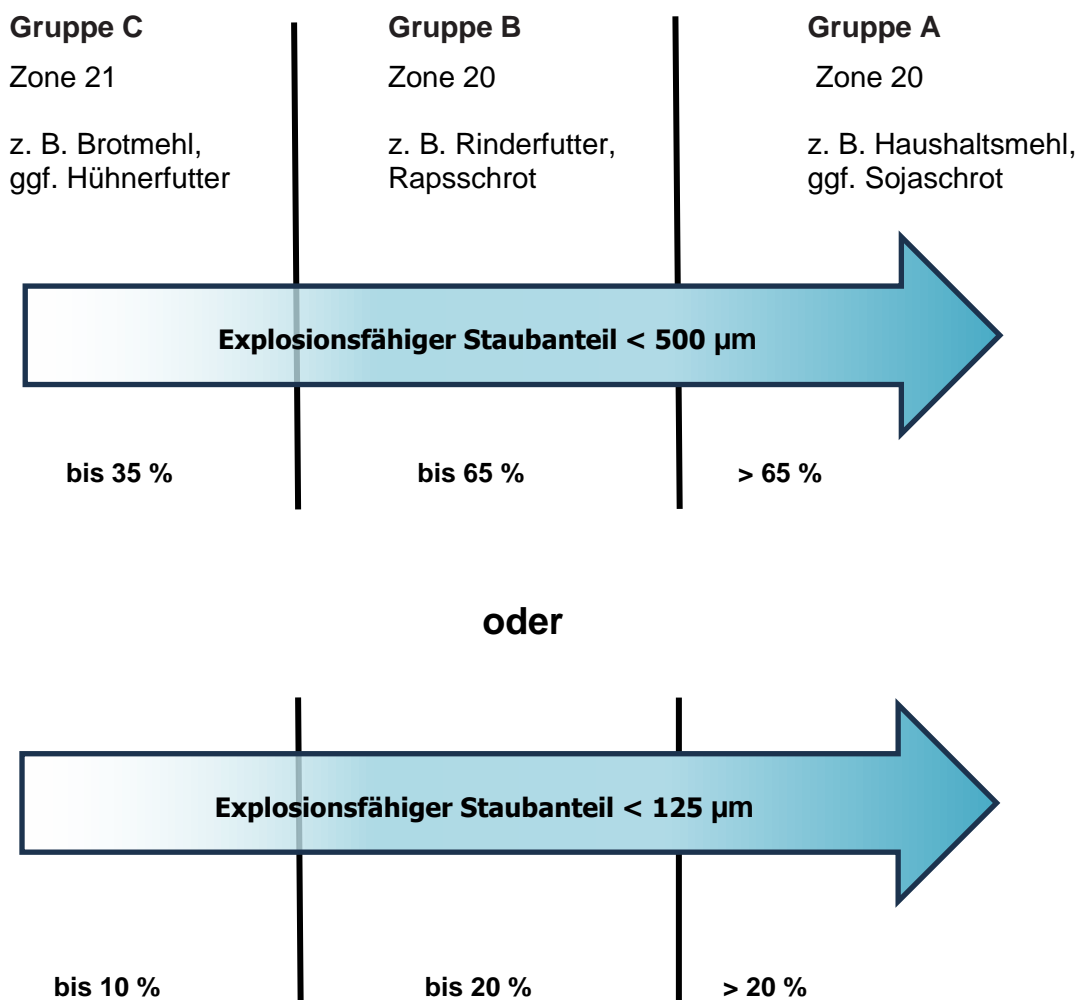 Gruppe C
Zone 21
z. B. Brotmehl,
ggf. Hühnerfutter
Gruppe B
Zone 20
z. B. Rinderfutter,
Rapsschrot
Gruppe A
Zone 20
z. B. Haushaltsmehl,
ggf. Sojaschrot
Explosionsfähiger Staubanteil < 500 µm
bis 35 %
bis 65 %
> 65 %
oder
Explosionsfähiger Staubanteil < 125 µm
bis 10 %
bis 20 %
> 20 %